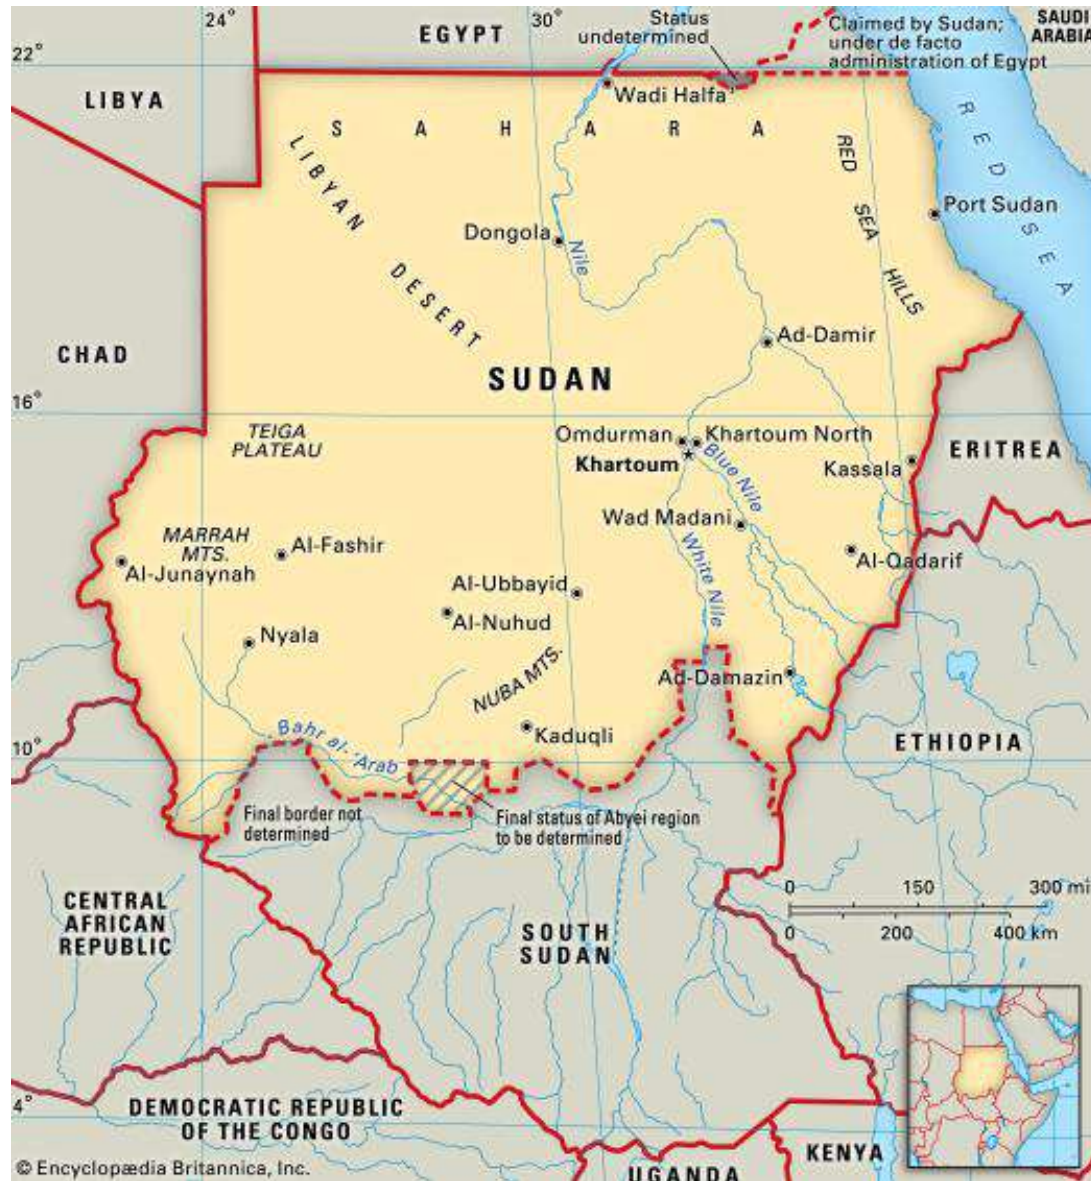 24°
30°
Status
undetermined
Claimed by Sudan;
under de facto
administration of Egypt
SAUDI
ARABIA
EGYPT
22°
LIBYA
Wadi Halfa'
SAHARA
LIBYAN
DESERT
RED
SEA
HILLS
RED SEA
Port Sudan
Dongola
Nile
Ad-Damir
CHAD
SUDAN
16°
TEIGA
PLATEAU
Omdurman
Khartoum North
Khartoum
Blue Nile
Kassala
ERITREA
Wad Madani
MARRAH
MTS.
Al-Fashir
Al-Junaynah
White Nile
Al-Qadarif
Al-Ubbayid
Al-Nuhud
Nyala
NUBA MTS.
Ad-Damazin
Kaduqli
Bahr al-'Arab
10°
ETHIOPIA
Final border not
determined
Final status of Abyei region
to be determined
0 150 300 mi
0 200 400 km
CENTRAL
AFRICAN
REPUBLIC
SOUTH
SUDAN
4°
DEMOCRATIC REPUBLIC
OF THE CONGO
KENYA
UGANDA
© Encyclopædia Britannica, Inc.